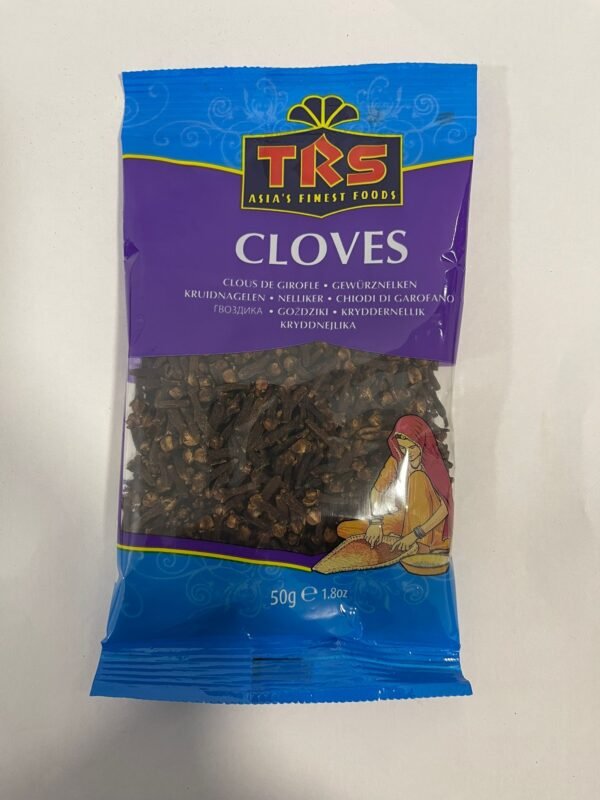 TRS
ASIA'S FINEST FOODS
CLOVES
CLOUS DE GIROFLE • GEWÜRZNELKEN
KRUIDNAGELEN • NELLIKER • CHIODI DI GAROFANO
ГВОЗДИКА • GOŹDZIKI • KRYDDERNELLIK
KRYDDNEJLIKA
50g ℮ 1.8oz